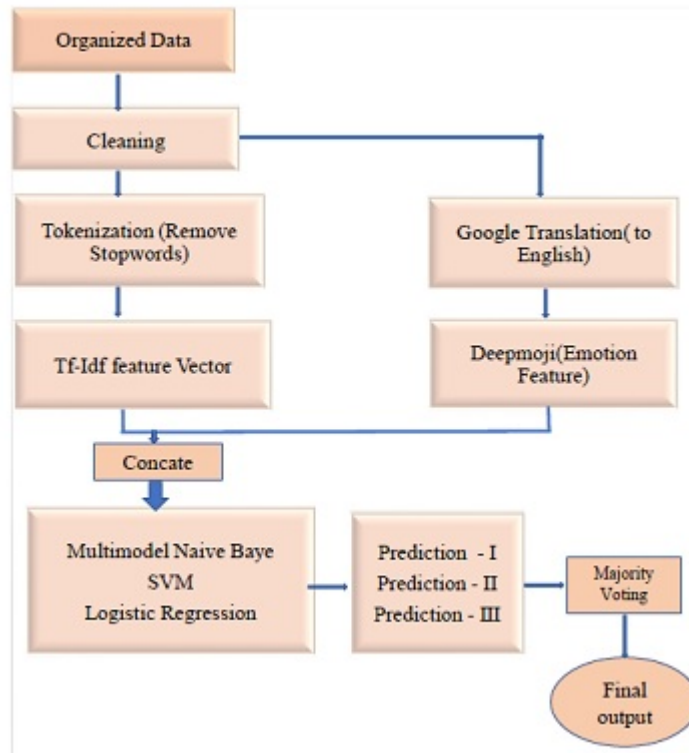 Organized Data
Cleaning
Tokenization (Remove
Stopwords)
Google Translation( to
English)
Tf-Idf feature Vector
Deepmoji(Emotion
Feature)
Concate
Multimodel Naive Baye
SVM
Logistic Regression
Prediction - I
Prediction - II
Prediction - III
Majority
Voting
Final
output